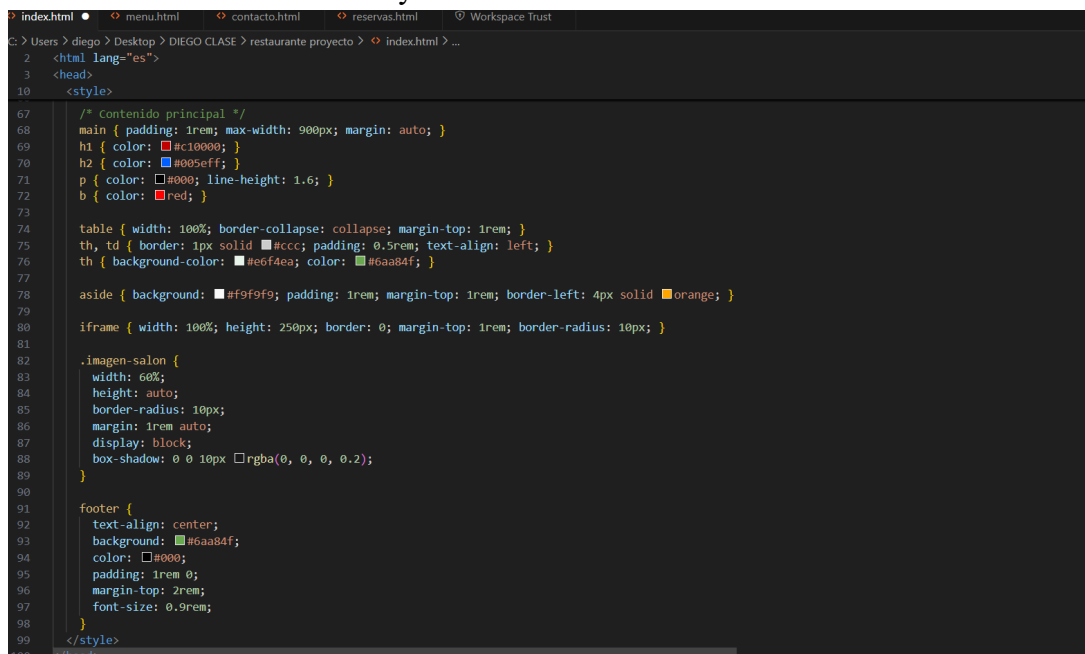 index.html menu.html contacto.html reservas.html Workspace Trust
C: > Users > diego > Desktop > DIEGO CLASE > restaurante proyecto > index.html > ...
2 <html lang="es">
3 <head>
10 <style>
67 /* Contenido principal */
68 main { padding: 1rem; max-width: 900px; margin: auto; }
69 h1 { color: #c10000; }
70 h2 { color: #005eff; }
71 p { color: #000; line-height: 1.6; }
72 b { color: red; }
73
74 table { width: 100%; border-collapse: collapse; margin-top: 1rem; }
75 th, td { border: 1px solid #ccc; padding: 0.5rem; text-align: left; }
76 th { background-color: #e6f4ea; color: #6aa84f; }
77
78 aside { background: #f9f9f9; padding: 1rem; margin-top: 1rem; border-left: 4px solid orange; }
79
80 iframe { width: 100%; height: 250px; border: 0; margin-top: 1rem; border-radius: 10px; }
81
82 .imagen-salon {
83 width: 60%;
84 height: auto;
85 border-radius: 10px;
86 margin: 1rem auto;
87 display: block;
88 box-shadow: 0 0 10px rgba(0, 0, 0, 0.2);
89 }
90
91 footer {
92 text-align: center;
93 background: #6aa84f;
94 color: #000;
95 padding: 1rem 0;
96 margin-top: 2rem;
97 font-size: 0.9rem;
98 }
99 </style>